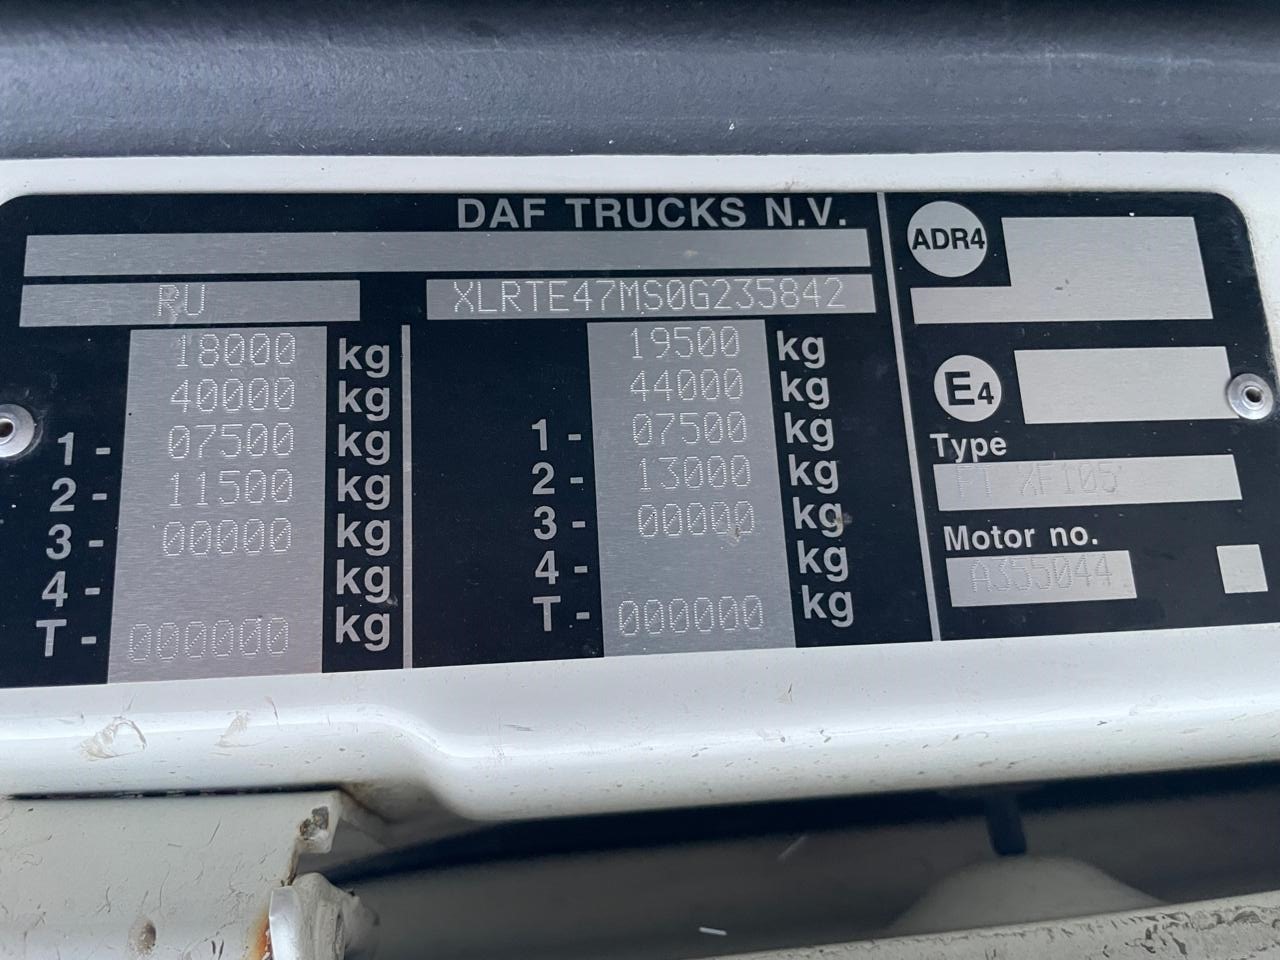 DAF TRUCKS N.V.
RU
XLRTE47MS0G235842
18000 kg
40000 kg
1 - 07500 kg
2 - 11500 kg
3 - 00000 kg
4 - kg
T - 000000 kg
19500 kg
44000 kg
1 - 07500 kg
2 - 13000 kg
3 - 00000 kg
4 - kg
T - 000000 kg
ADR4
E4
Type
FT XF105
Motor no.
A355044